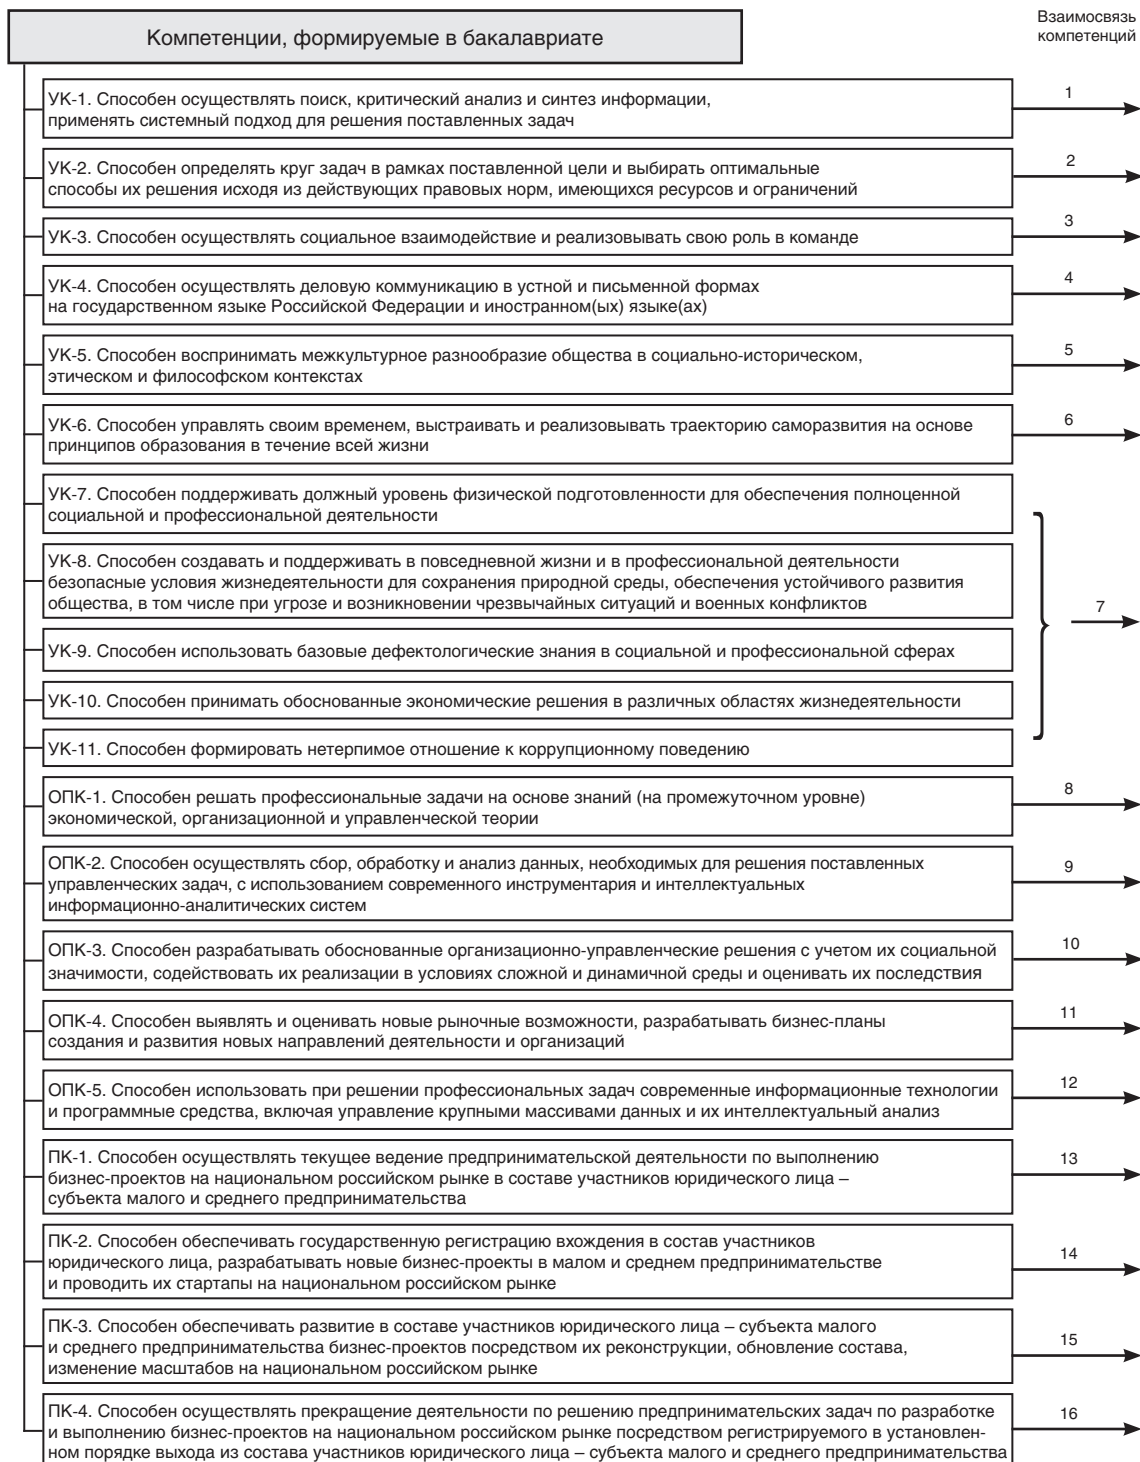 Взаимосвязь
компетенций
Компетенции, формируемые в бакалавриате
УК-1. Способен осуществлять поиск, критический анализ и синтез информации,
применять системный подход для решения поставленных задач
1
УК-2. Способен определять круг задач в рамках поставленной цели и выбирать оптимальные
способы их решения исходя из действующих правовых норм, имеющихся ресурсов и ограничений
2
УК-3. Способен осуществлять социальное взаимодействие и реализовывать свою роль в команде
3
УК-4. Способен осуществлять деловую коммуникацию в устной и письменной формах
на государственном языке Российской Федерации и иностранном(ых) языке(ах)
4
УК-5. Способен воспринимать межкультурное разнообразие общества в социально-историческом,
этическом и философском контекстах
5
УК-6. Способен управлять своим временем, выстраивать и реализовывать траекторию саморазвития на основе
принципов образования в течение всей жизни
6
УК-7. Способен поддерживать должный уровень физической подготовленности для обеспечения полноценной
социальной и профессиональной деятельности
УК-8. Способен создавать и поддерживать в повседневной жизни и в профессиональной деятельности
безопасные условия жизнедеятельности для сохранения природной среды, обеспечения устойчивого развития
общества, в том числе при угрозе и возникновении чрезвычайных ситуаций и военных конфликтов
7
УК-9. Способен использовать базовые дефектологические знания в социальной и профессиональной сферах
УК-10. Способен принимать обоснованные экономические решения в различных областях жизнедеятельности
УК-11. Способен формировать нетерпимое отношение к коррупционному поведению
ОПК-1. Способен решать профессиональные задачи на основе знаний (на промежуточном уровне)
экономической, организационной и управленческой теории
8
ОПК-2. Способен осуществлять сбор, обработку и анализ данных, необходимых для решения поставленных
управленческих задач, с использованием современного инструментария и интеллектуальных
информационно-аналитических систем
9
ОПК-3. Способен разрабатывать обоснованные организационно-управленческие решения с учетом их социальной
значимости, содействовать их реализации в условиях сложной и динамичной среды и оценивать их последствия
10
ОПК-4. Способен выявлять и оценивать новые рыночные возможности, разрабатывать бизнес-планы
создания и развития новых направлений деятельности и организаций
11
ОПК-5. Способен использовать при решении профессиональных задач современные информационные технологии
и программные средства, включая управление крупными массивами данных и их интеллектуальный анализ
12
ПК-1. Способен осуществлять текущее ведение предпринимательской деятельности по выполнению
бизнес-проектов на национальном российском рынке в составе участников юридического лица –
субъекта малого и среднего предпринимательства
13
ПК-2. Способен обеспечивать государственную регистрацию вхождения в состав участников
юридического лица, разрабатывать новые бизнес-проекты в малом и среднем предпринимательстве
и проводить их стартапы на национальном российском рынке
14
ПК-3. Способен обеспечивать развитие в составе участников юридического лица – субъекта малого
и среднего предпринимательства бизнес-проектов посредством их реконструкции, обновление состава,
изменение масштабов на национальном российском рынке
15
ПК-4. Способен осуществлять прекращение деятельности по решению предпринимательских задач по разработке
и выполнению бизнес-проектов на национальном российском рынке посредством регистрируемого в установлен-
ном порядке выхода из состава участников юридического лица – субъекта малого и среднего предпринимательства
16